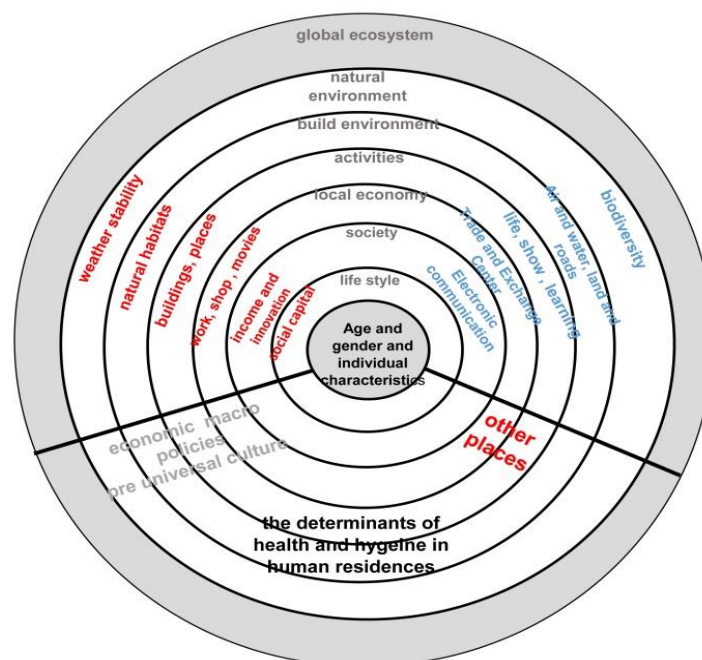 global ecosystem
natural
environment
build environment
activities
local economy
society
life style
Age and
gender and
individual
characteristics
weather stability
natural habitats
buildings, places
work, shop , movies
income and
innovation
social capital
biodiversity
Air and water, land and
roads
life, show , learning
Trade and Exchange
Center
Electronic
communication
economic macro
policies
pre universal culture
other
places
the determinants of
health and hygeine in
human residences